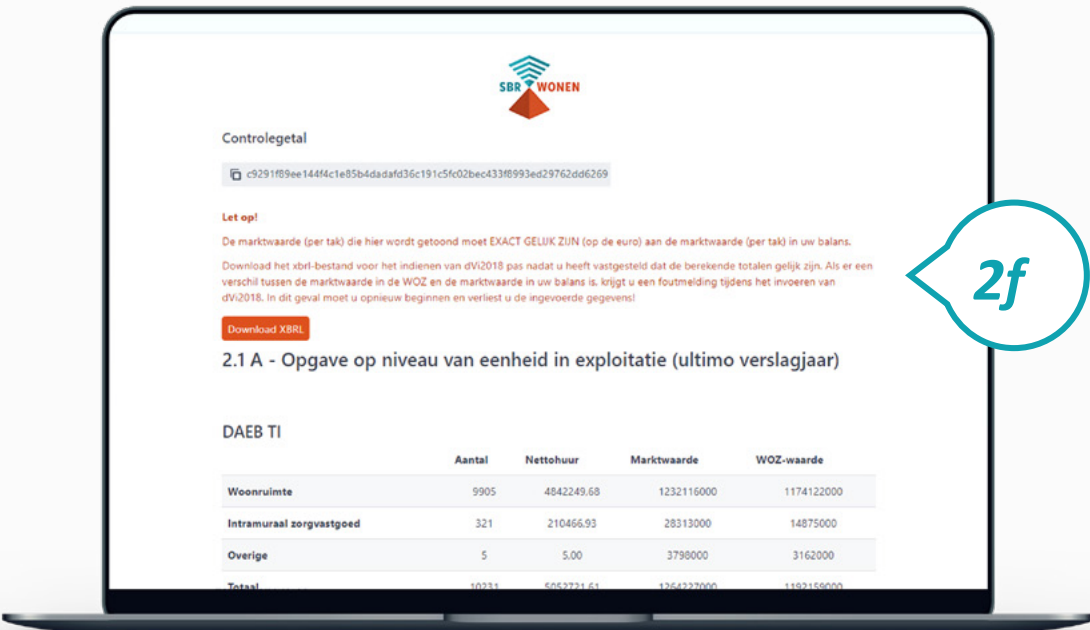 SBR WONEN
Controlegetal
c9291f89ee144f4c1e85b4dadafd36c191c5fc02bec433f8993ed29762dd6269
Let op!
De marktwaarde (per tak) die hier wordt getoond moet EXACT GELIJK ZIJN (op de euro) aan de marktwaarde (per tak) in uw balans.
Download het xbrl-bestand voor het indienen van dVi2018 pas nadat u heeft vastgesteld dat de berekende totalen gelijk zijn. Als er een
verschil tussen de marktwaarde in de WOZ en de marktwaarde in uw balans is, krijgt u een foutmelding tijdens het invoeren van
dVi2018. In dit geval moet u opnieuw beginnen en verliest u de ingevoerde gegevens!
2f
Download XBRL
2.1 A - Opgave op niveau van eenheid in exploitatie (ultimo verslagjaar)
DAEB TI
Aantal Nettohuur Marktwaarde WOZ-waarde
Woonruimte 9905 4842249.68 1232116000 1174122000
Intramuraal zorgvastgoed 321 210466.93 28313000 14875000
Overige 5 5.00 3798000 3162000
Totaal 10231 5052721.61 1264227000 1192159000